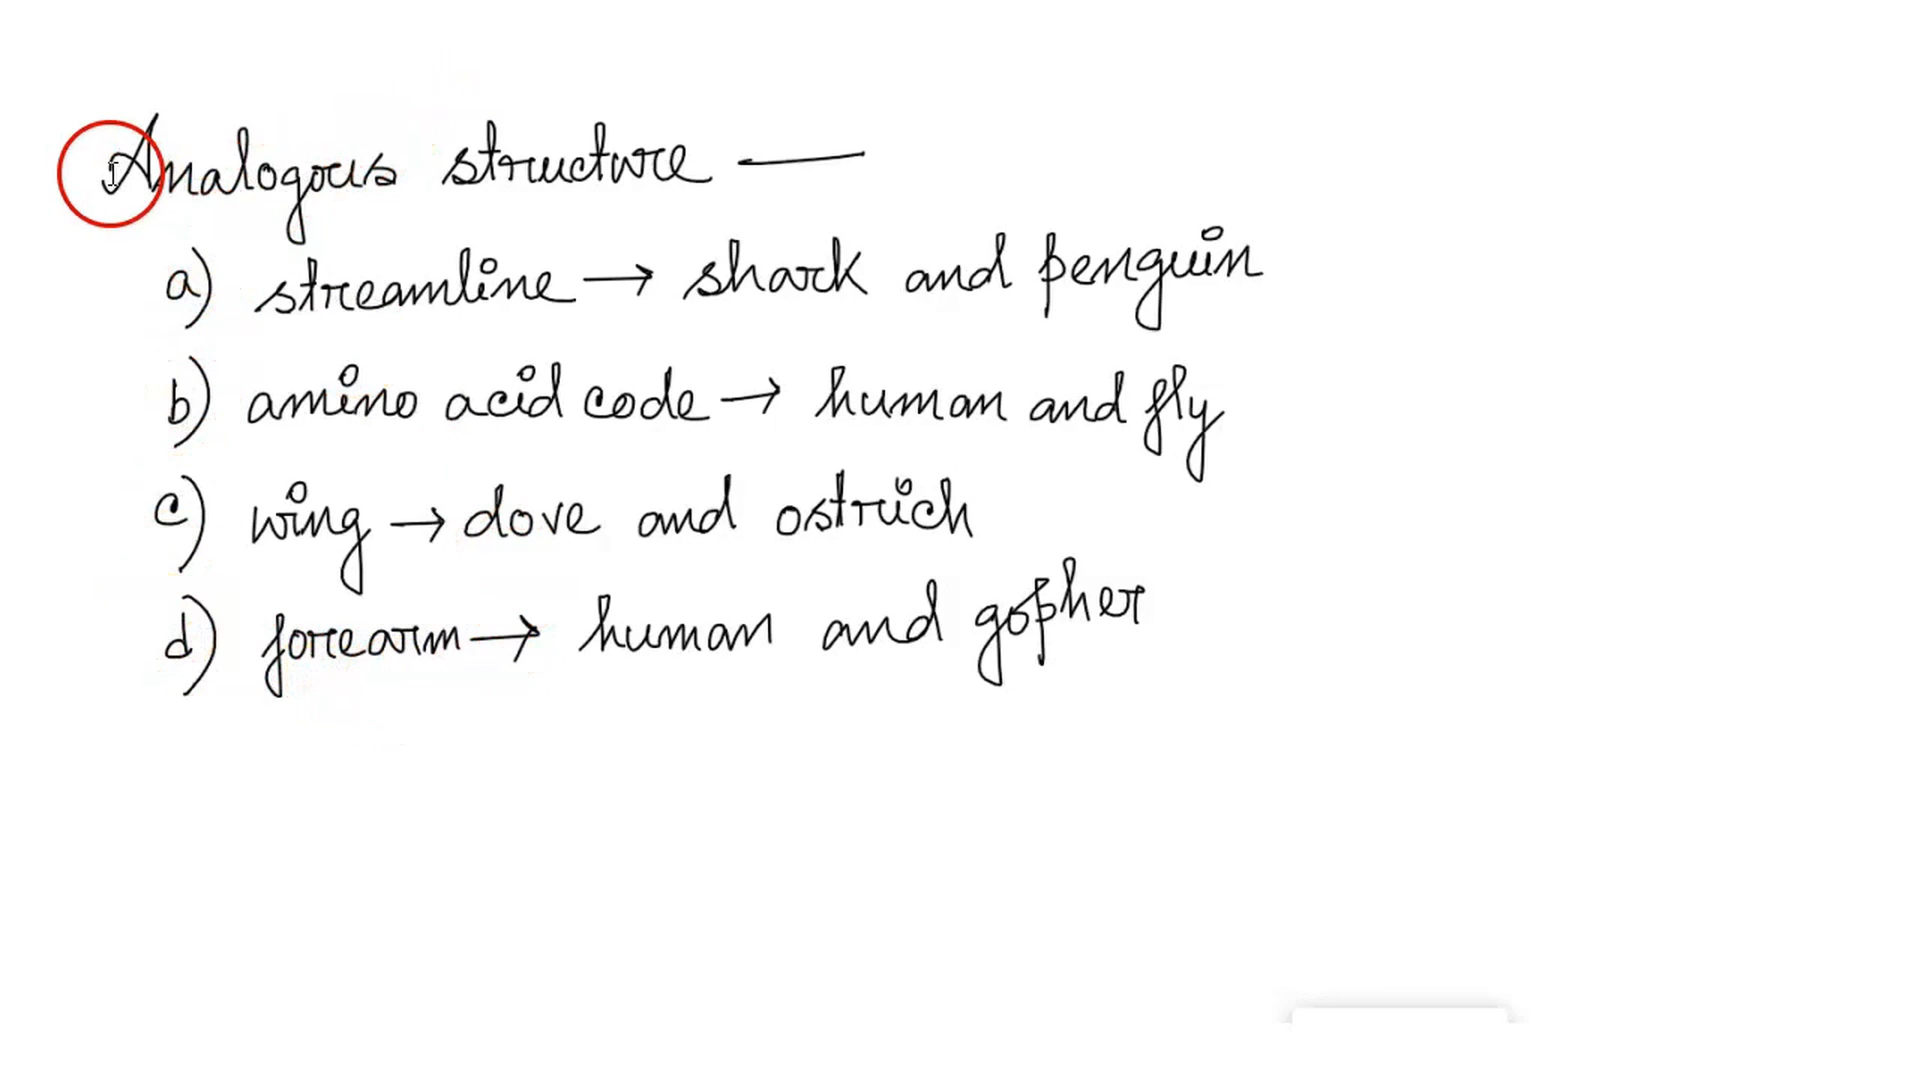 Analogous structure —
a) streamline → shark and penguin
b) amino acid code → human and fly
c) wing → dove and ostrich
d) forearm → human and gopher